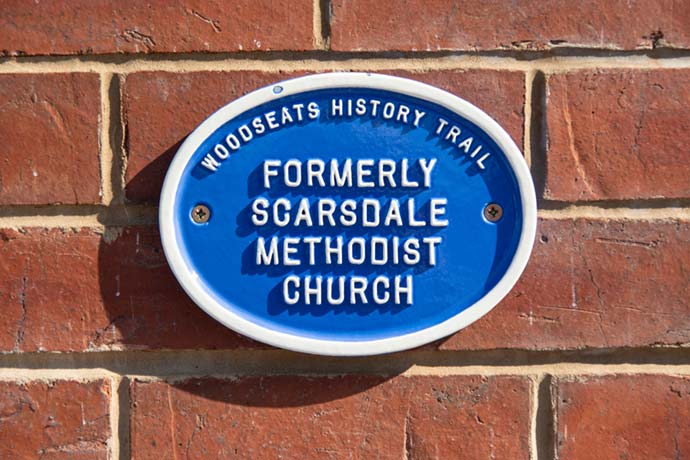 WOODSEATS HISTORY TRAIL
FORMERLY
SCARSDALE
METHODIST
CHURCH